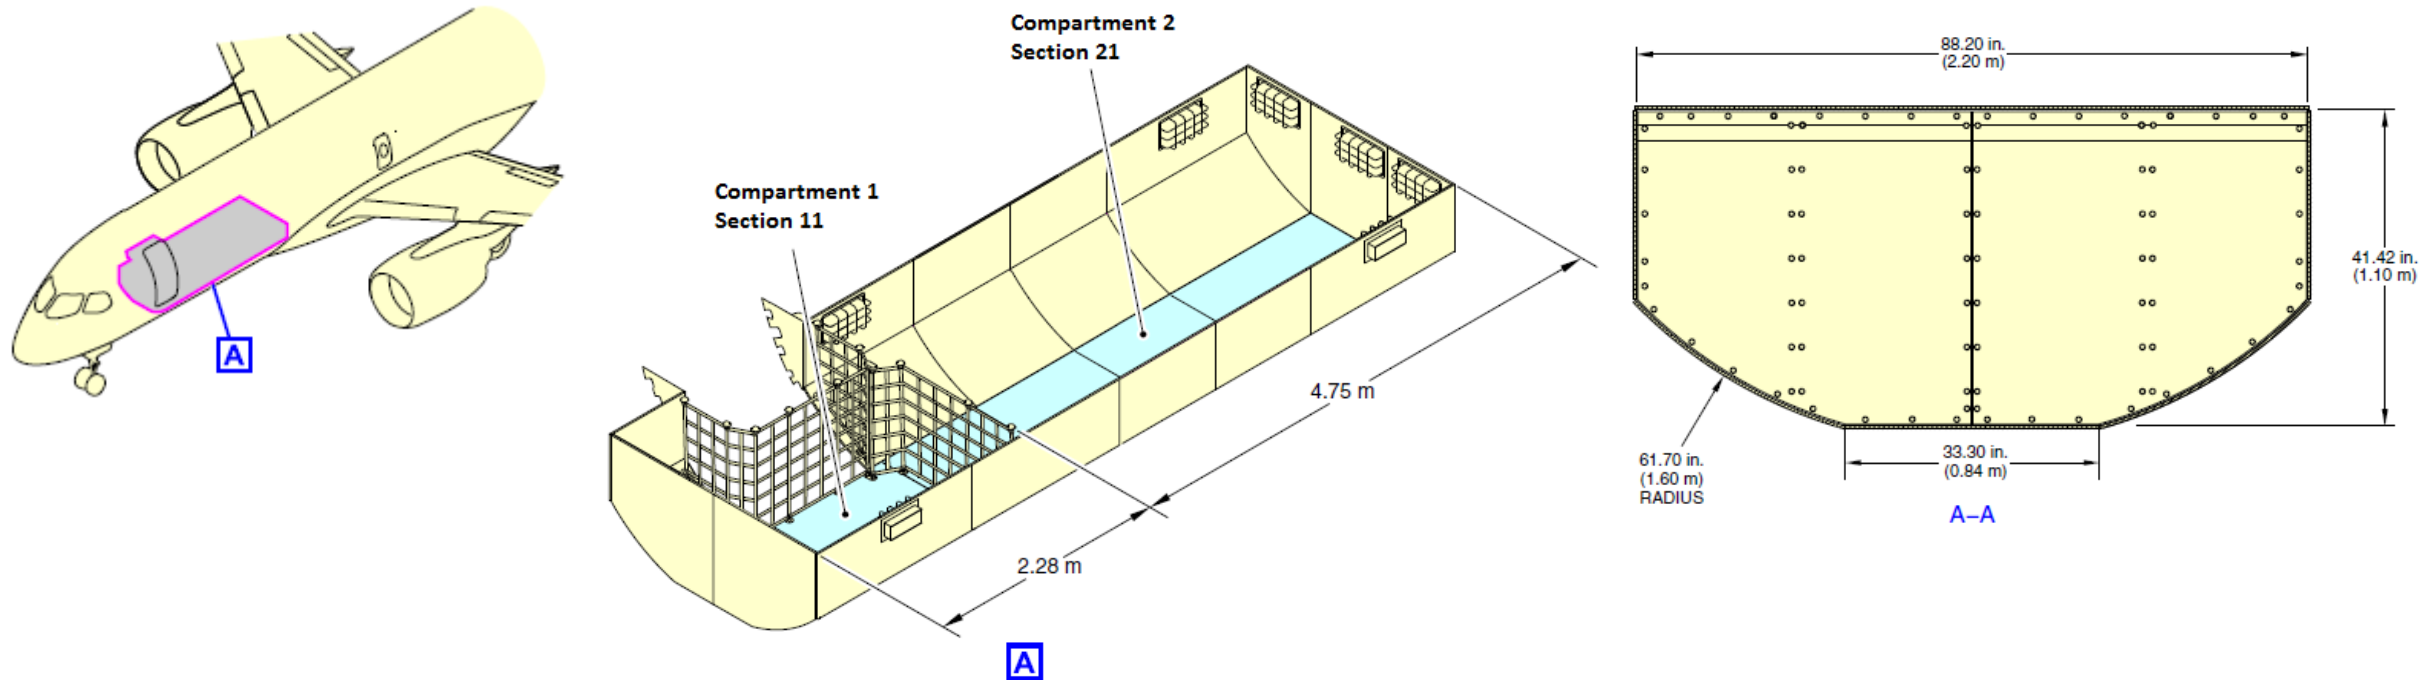 A
Compartment 1
Section 11
Compartment 2
Section 21
4.75 m
2.28 m
A
88.20 in.
(2.20 m)
41.42 in.
(1.10 m)
61.70 in.
(1.60 m)
RADIUS
33.30 in.
(0.84 m)
A–A